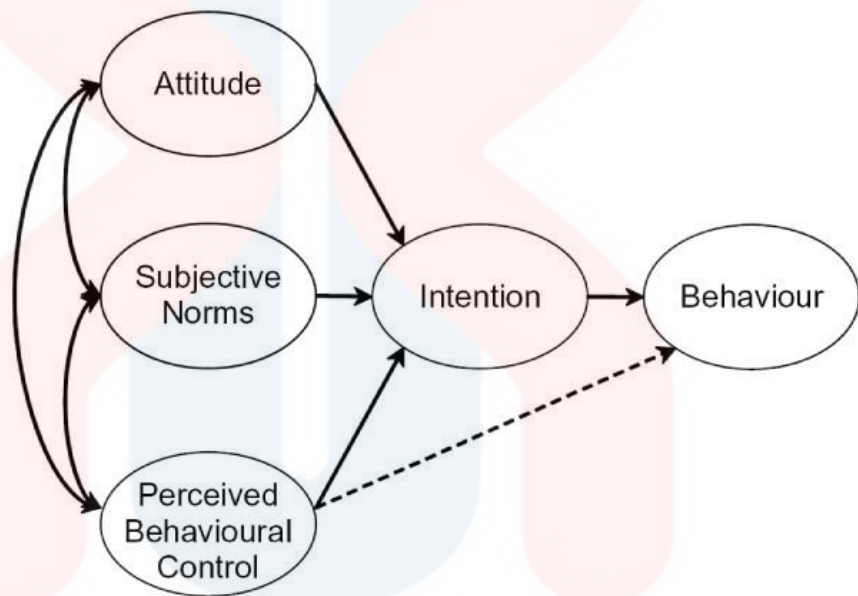 Attitude
Subjective
Norms
Intention
Behaviour
Perceived
Behavioural
Control